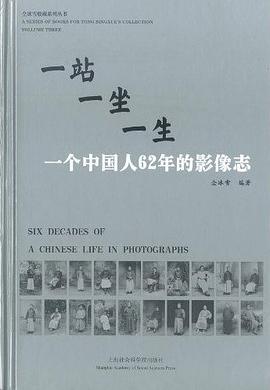 仝冰雪收藏系列丛书
A SERIES OF BOOKS FOR TONG BINGXUE'S COLLECTION
VOLUME THREE
一站
一坐
一生
一个中国人62年的影像志
仝冰雪 编著
SIX DECADES OF
A CHINESE LIFE IN PHOTOGRAPHS
上海社会科学院出版社
Shanghai Academy of Social Sciences Press